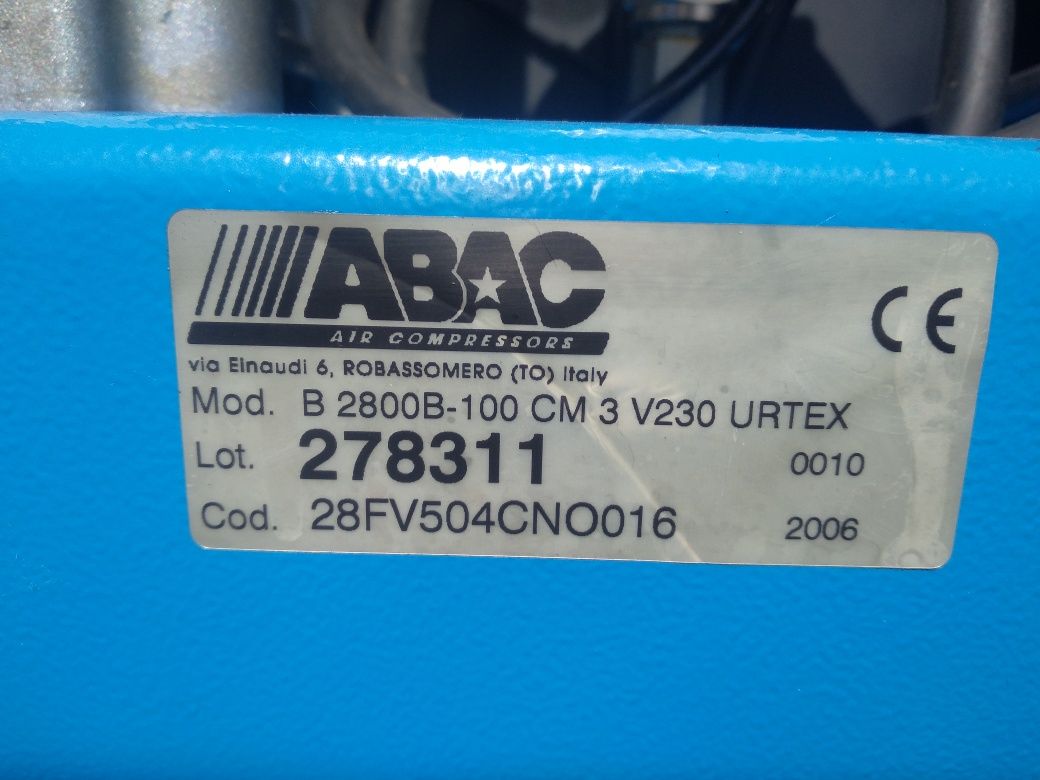 ABAC
AIR COMPRESSORS
CE
via Einaudi 6, ROBASSOMERO (TO) Italy
Mod. B 2800B-100 CM 3 V230 URTEX
Lot. 278311 0010
Cod. 28FV504CNO016 2006